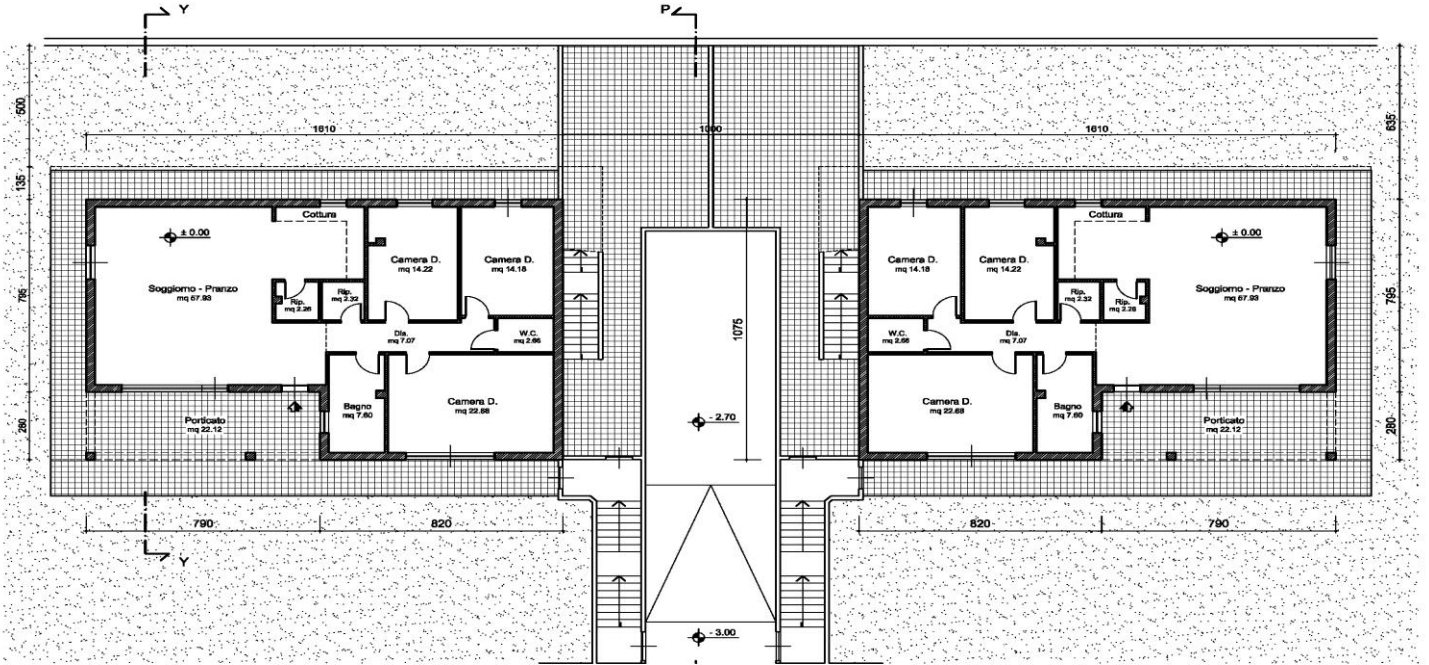 Y
P
500
1610
1000
1610
635
135
Cottura
Cottura
± 0.00
± 0.00
Camera D.
mq 14.22
Camera D.
mq 14.18
Camera D.
mq 14.18
Camera D.
mq 14.22
795
Soggiorno - Pranzo
mq 57.93
Rip.
mq 2.26
Rip.
mq 2.32
Rip.
mq 2.32
Rip.
mq 2.26
Soggiorno - Pranzo
mq 57.93
795
Dis.
mq 7.07
W.C.
mq 2.66
1075
W.C.
mq 2.66
Dis.
mq 7.07
Bagno
mq 7.60
Camera D.
mq 22.68
Camera D.
mq 22.68
Bagno
mq 7.60
280
Porticato
mq 22.12
- 2.70
Porticato
mq 22.12
280
790
820
820
790
Y
- 3.00